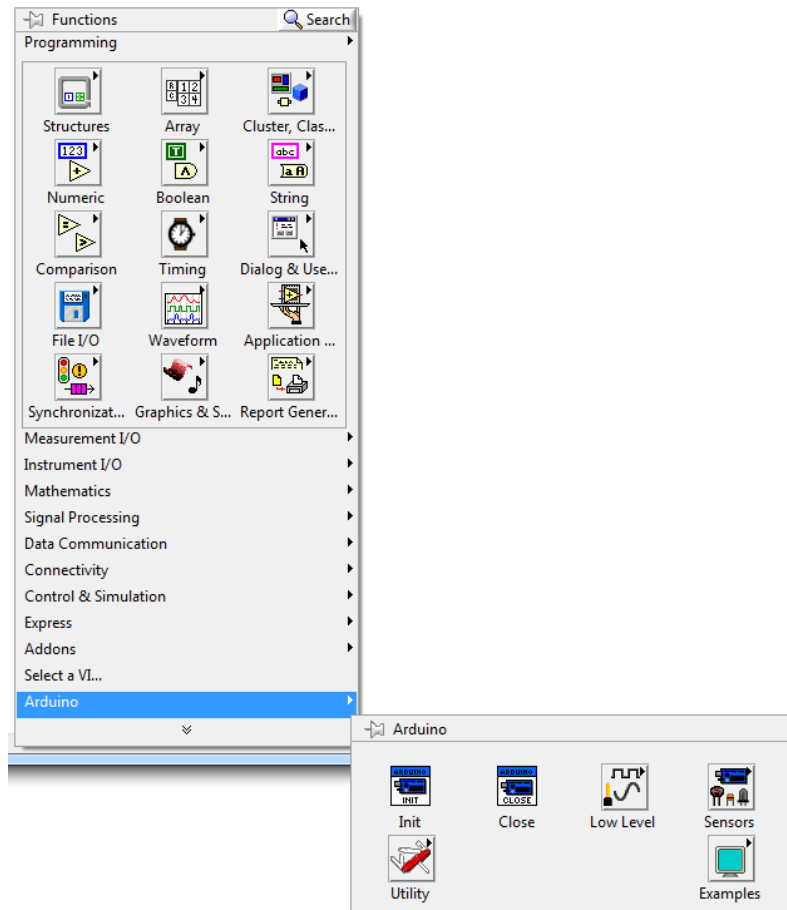 Functions Search
Programming
Structures Array Cluster, Clas...
Numeric Boolean String
Comparison Timing Dialog & Use...
File I/O Waveform Application ...
Synchronizat... Graphics & S... Report Gener...
Measurement I/O
Instrument I/O
Mathematics
Signal Processing
Data Communication
Connectivity
Control & Simulation
Express
Addons
Select a VI...
Arduino
Arduino
Init Close Low Level Sensors
Utility Examples